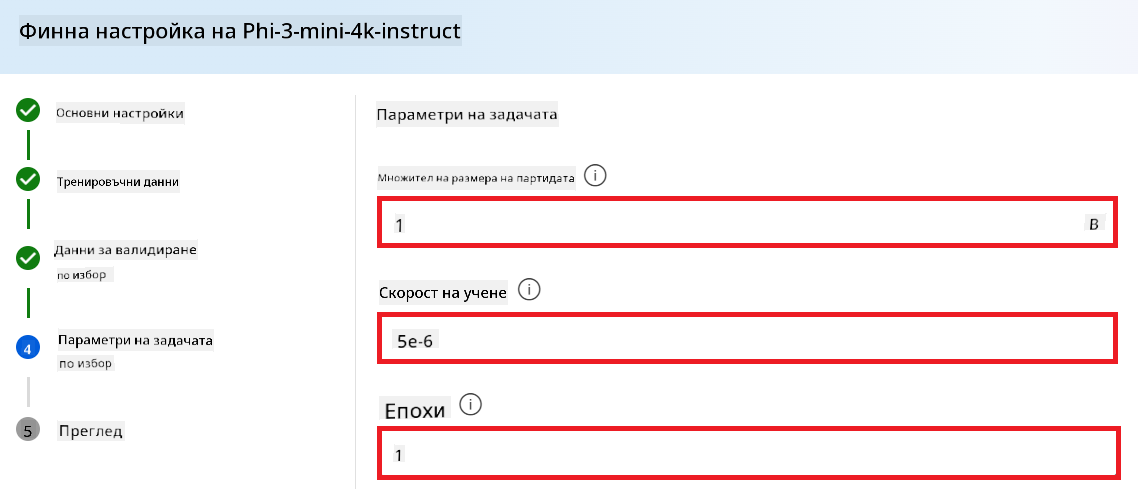 Финна настройка на Phi-3-mini-4k-instruct
Основни настройки
Тренировъчни данни
Данни за валидиране
по избор
4
Параметри на задачата
по избор
5
Преглед
Параметри на задачата
Множител на размера на партидата
1
В
Скорост на учене
5e-6
Епохи
1